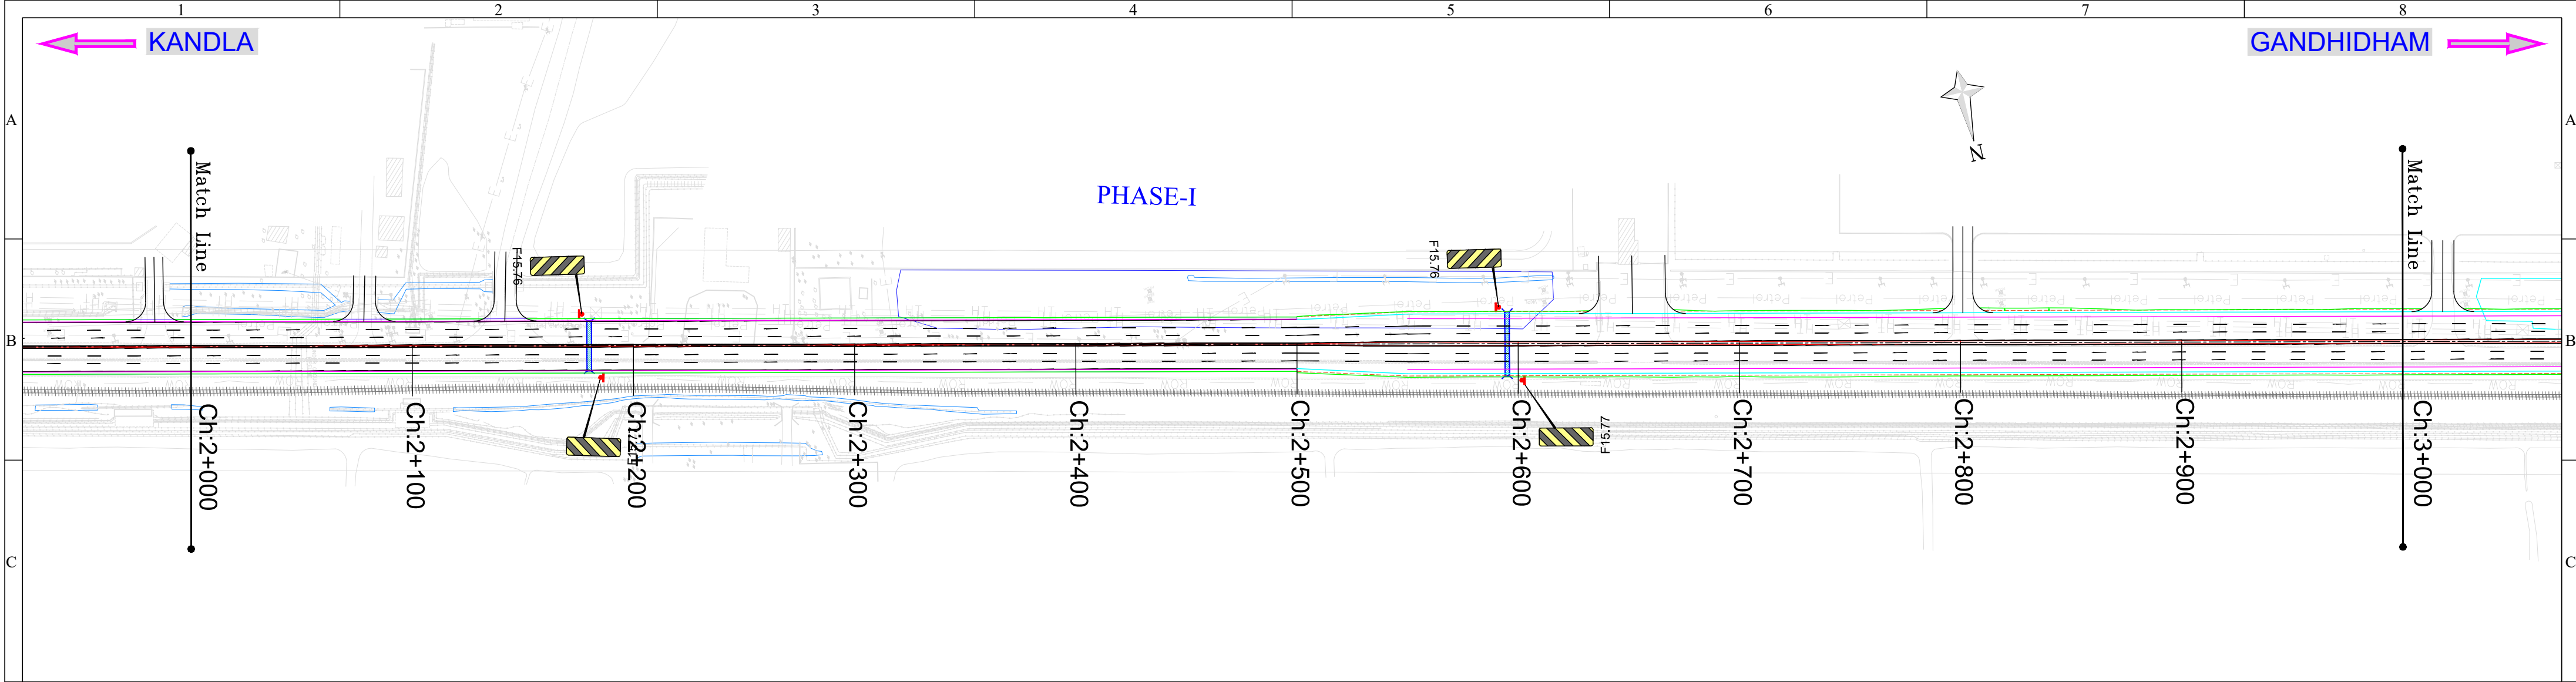 1 2 3 4 5 6 7 8
KANDLA
GANDHIDHAM
A
A
N
Match Line
Match Line
PHASE-I
F15.76
F15.76
B
B
ROW
ROW
F15.77
Ch:2+000
Ch:2+100
Ch:2+200
Ch:2+300
Ch:2+400
Ch:2+500
Ch:2+600
Ch:2+700
Ch:2+800
Ch:2+900
Ch:3+000
C
C